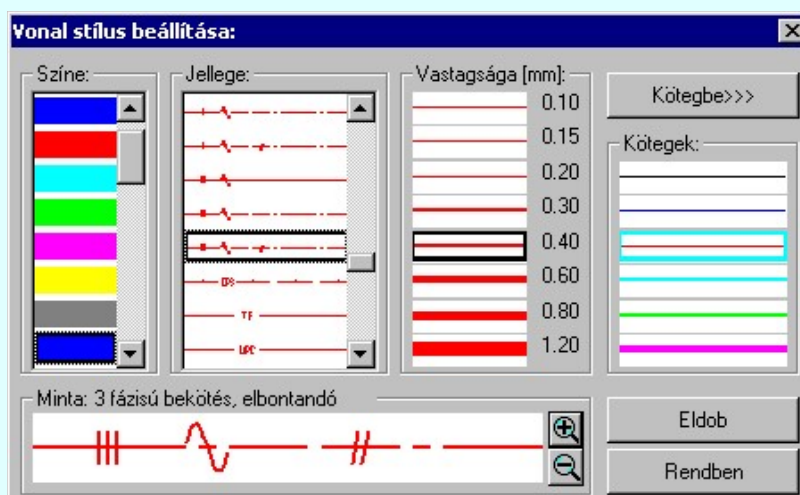 Vonal stílus beállítása:
Színe:
Jellege:
Vastagsága [mm]:
0.10
0.15
0.20
0.30
0.40
0.60
0.80
1.20
TF
Kötegbe>>>
Kötegek:
Minta: 3 fázisú bekötés, elbontandó
Eldob
Rendben